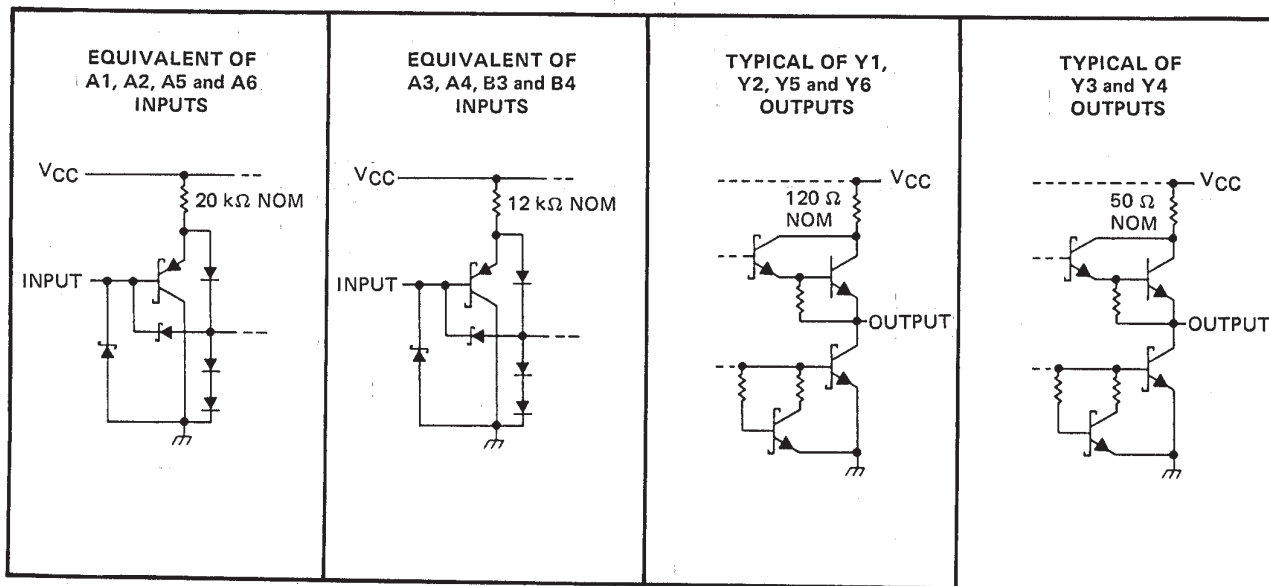 EQUIVALENT OF
A1, A2, A5 and A6
INPUTS
VCC
20 kΩ NOM
INPUT
EQUIVALENT OF
A3, A4, B3 and B4
INPUTS
VCC
12 kΩ NOM
INPUT
TYPICAL OF Y1,
Y2, Y5 and Y6
OUTPUTS
VCC
120 Ω
NOM
OUTPUT
TYPICAL OF
Y3 and Y4
OUTPUTS
VCC
50 Ω
NOM
OUTPUT